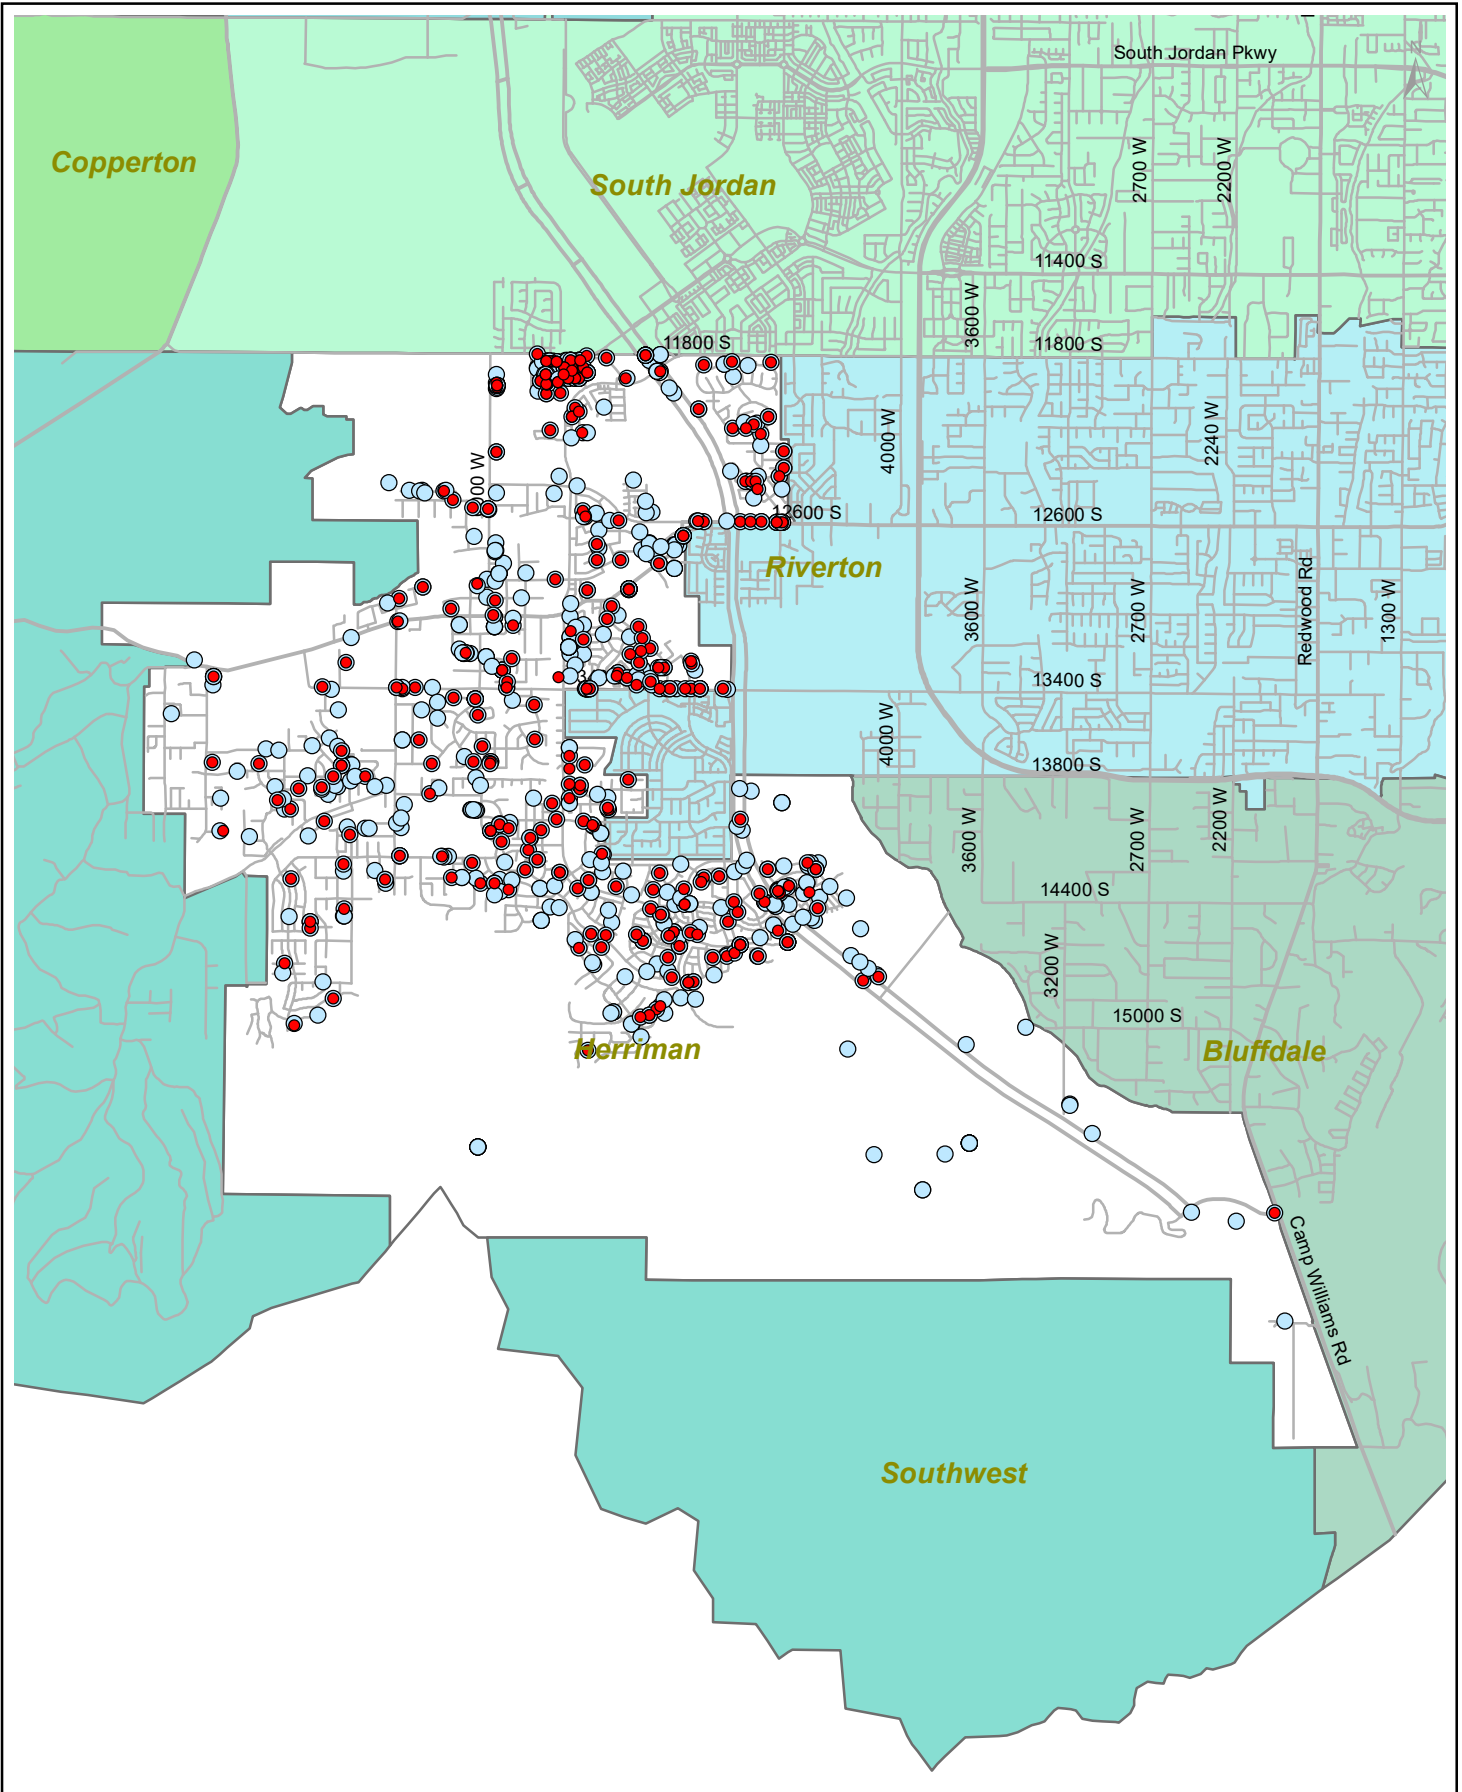 South Jordan Pkwy
Copperton
South Jordan
2700 W
2200 W
11400 S
3600 W
11800 S
11800 S
4000 W
2240 W
00 W
12600 S
12600 S
Riverton
3600 W
2700 W
Redwood Rd
1300 W
13400 S
4000 W
13800 S
3600 W
2700 W
2200 W
14400 S
3200 W
15000 S
Herriman
Bluffdale
Camp Williams Rd
Southwest